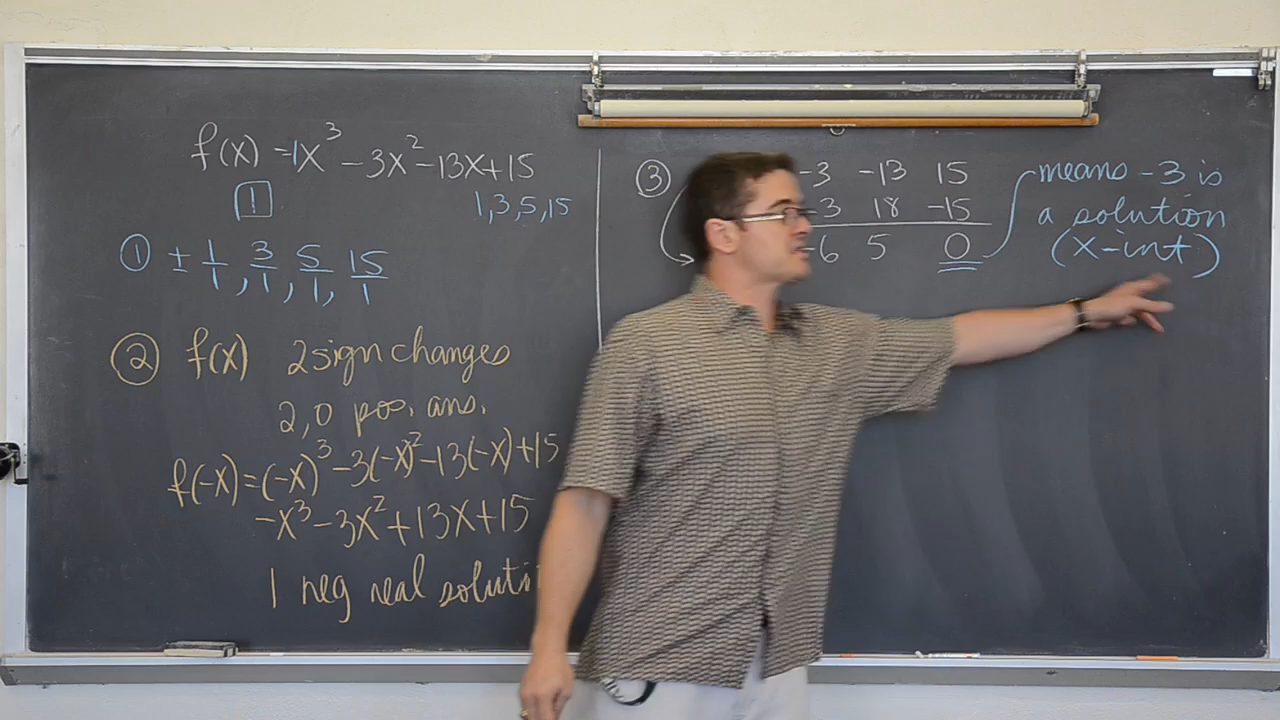 f(x) = 1x³ - 3x² - 13x + 15
1
1, 3, 5, 15
① ± 1/1, 3/1, 5/1, 15/1
② f(x) 2 sign changes
2, 0 pos. ans.
f(-x) = (-x)³ - 3(-x)² - 13(-x) + 15
-x³ - 3x² + 13x + 15
1 neg real soluti
③ -3 -13 15
3 18 -15
-6 5 0
means -3 is
a solution
(x-int)